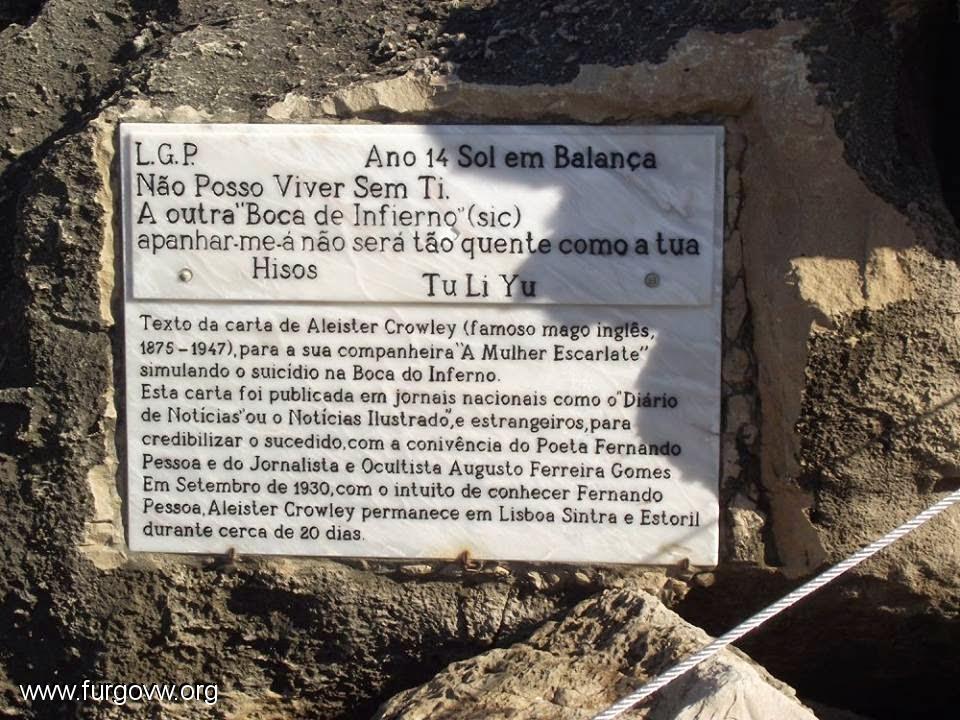 L.G.P. Ano 14 Sol em Balança
Não Posso Viver Sem Ti.
A outra "Boca de Infierno" (sic)
apanhar-me-á não será tão quente como a tua
Hisos
Tu Li Yu
Texto da carta de Aleister Crowley (famoso mago inglês,
1875-1947), para a sua companheira "A Mulher Escarlate"
simulando o suicídio na Boca do Inferno.
Esta carta foi publicada em jornais nacionais como o "Diário
de Notícias" ou o Notícias Ilustrado", e estrangeiros, para
credibilizar o sucedido, com a conivência do Poeta Fernando
Pessoa e do Jornalista e Ocultista Augusto Ferreira Gomes
Em Setembro de 1930, com o intuito de conhecer Fernando
Pessoa, Aleister Crowley permanece em Lisboa Sintra e Estoril
durante cerca de 20 dias.
www.furgovw.org